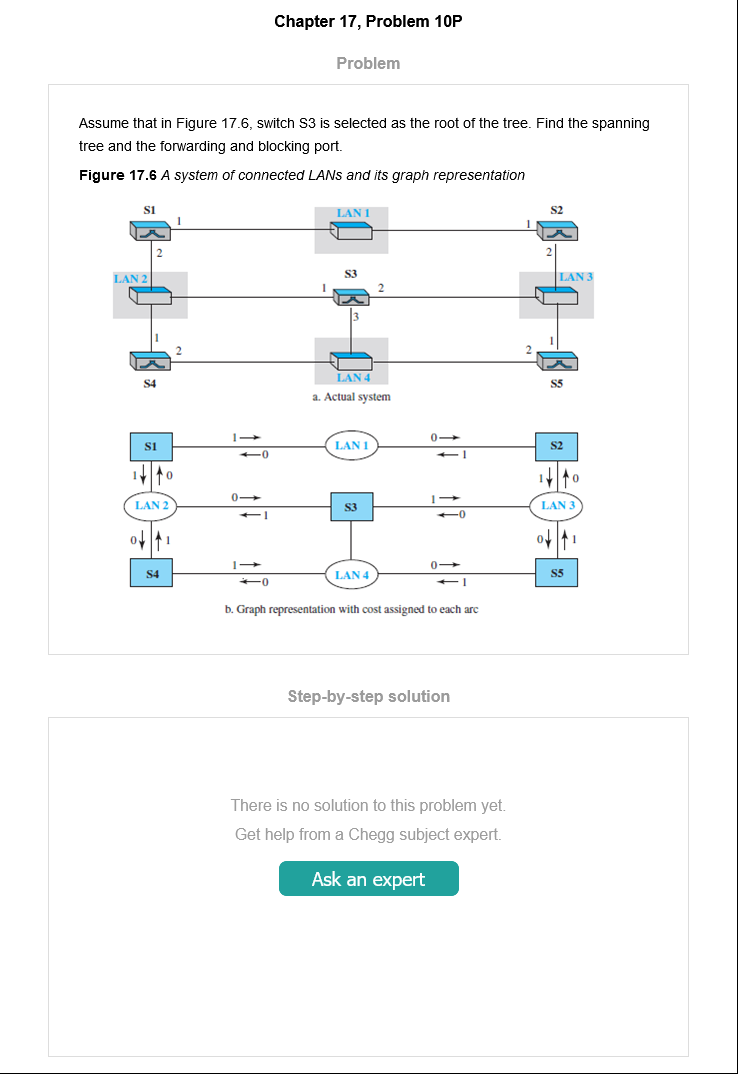 Chapter 17, Problem 10P
Problem
Assume that in Figure 17.6, switch S3 is selected as the root of the tree. Find the spanning
tree and the forwarding and blocking port.
Figure 17.6 A system of connected LANs and its graph representation
S1 LAN 1 S2
1 1
2 2
LAN 2 S3 LAN 3
1 2
3
1 1
2 2
S4 LAN 4 S5
a. Actual system
1 0
S1 LAN 1 S2
0 1
1 0 1 0
0 1
LAN 2 S3 LAN 3
1 0
0 1 0 1
1 0
S4 LAN 4 S5
0 1
b. Graph representation with cost assigned to each arc
Step-by-step solution
There is no solution to this problem yet.
Get help from a Chegg subject expert.
Ask an expert